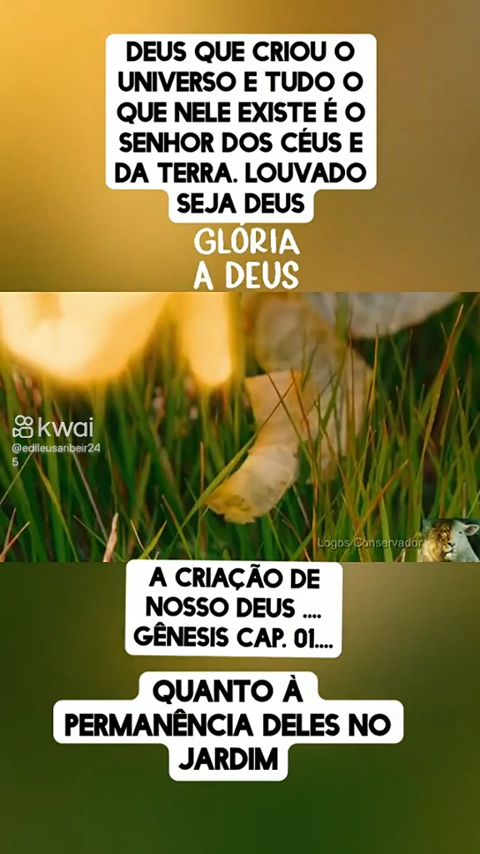 DEUS QUE CRIOU O
UNIVERSO E TUDO O
QUE NELE EXISTE É O
SENHOR DOS CÉUS E
DA TERRA. LOUVADO
SEJA DEUS
GLÓRIA
A DEUS
kwai
@edileusaribeir24
5
Logos Conservador
A CRIAÇÃO DE
NOSSO DEUS ....
GÊNESIS CAP. 01....
QUANTO À
PERMANÊNCIA DELES NO
JARDIM